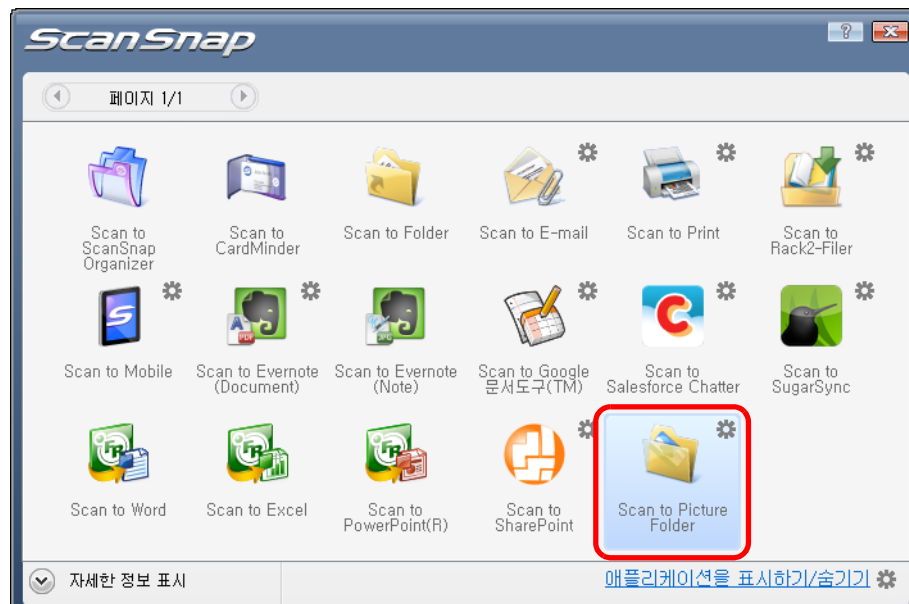 ScanSnap
페이지 1/1
Scan to
ScanSnap
Organizer
Scan to
CardMinder
Scan to Folder
Scan to E-mail
Scan to Print
Scan to
Rack2-Filer
Scan to Mobile
Scan to Evernote
(Document)
Scan to Evernote
(Note)
Scan to Google
문서도구(TM)
Scan to
Salesforce Chatter
Scan to
SugarSync
Scan to Word
Scan to Excel
Scan to
PowerPoint(R)
Scan to
SharePoint
Scan to Picture
Folder
자세한 정보 표시
애플리케이션을 표시하기/숨기기